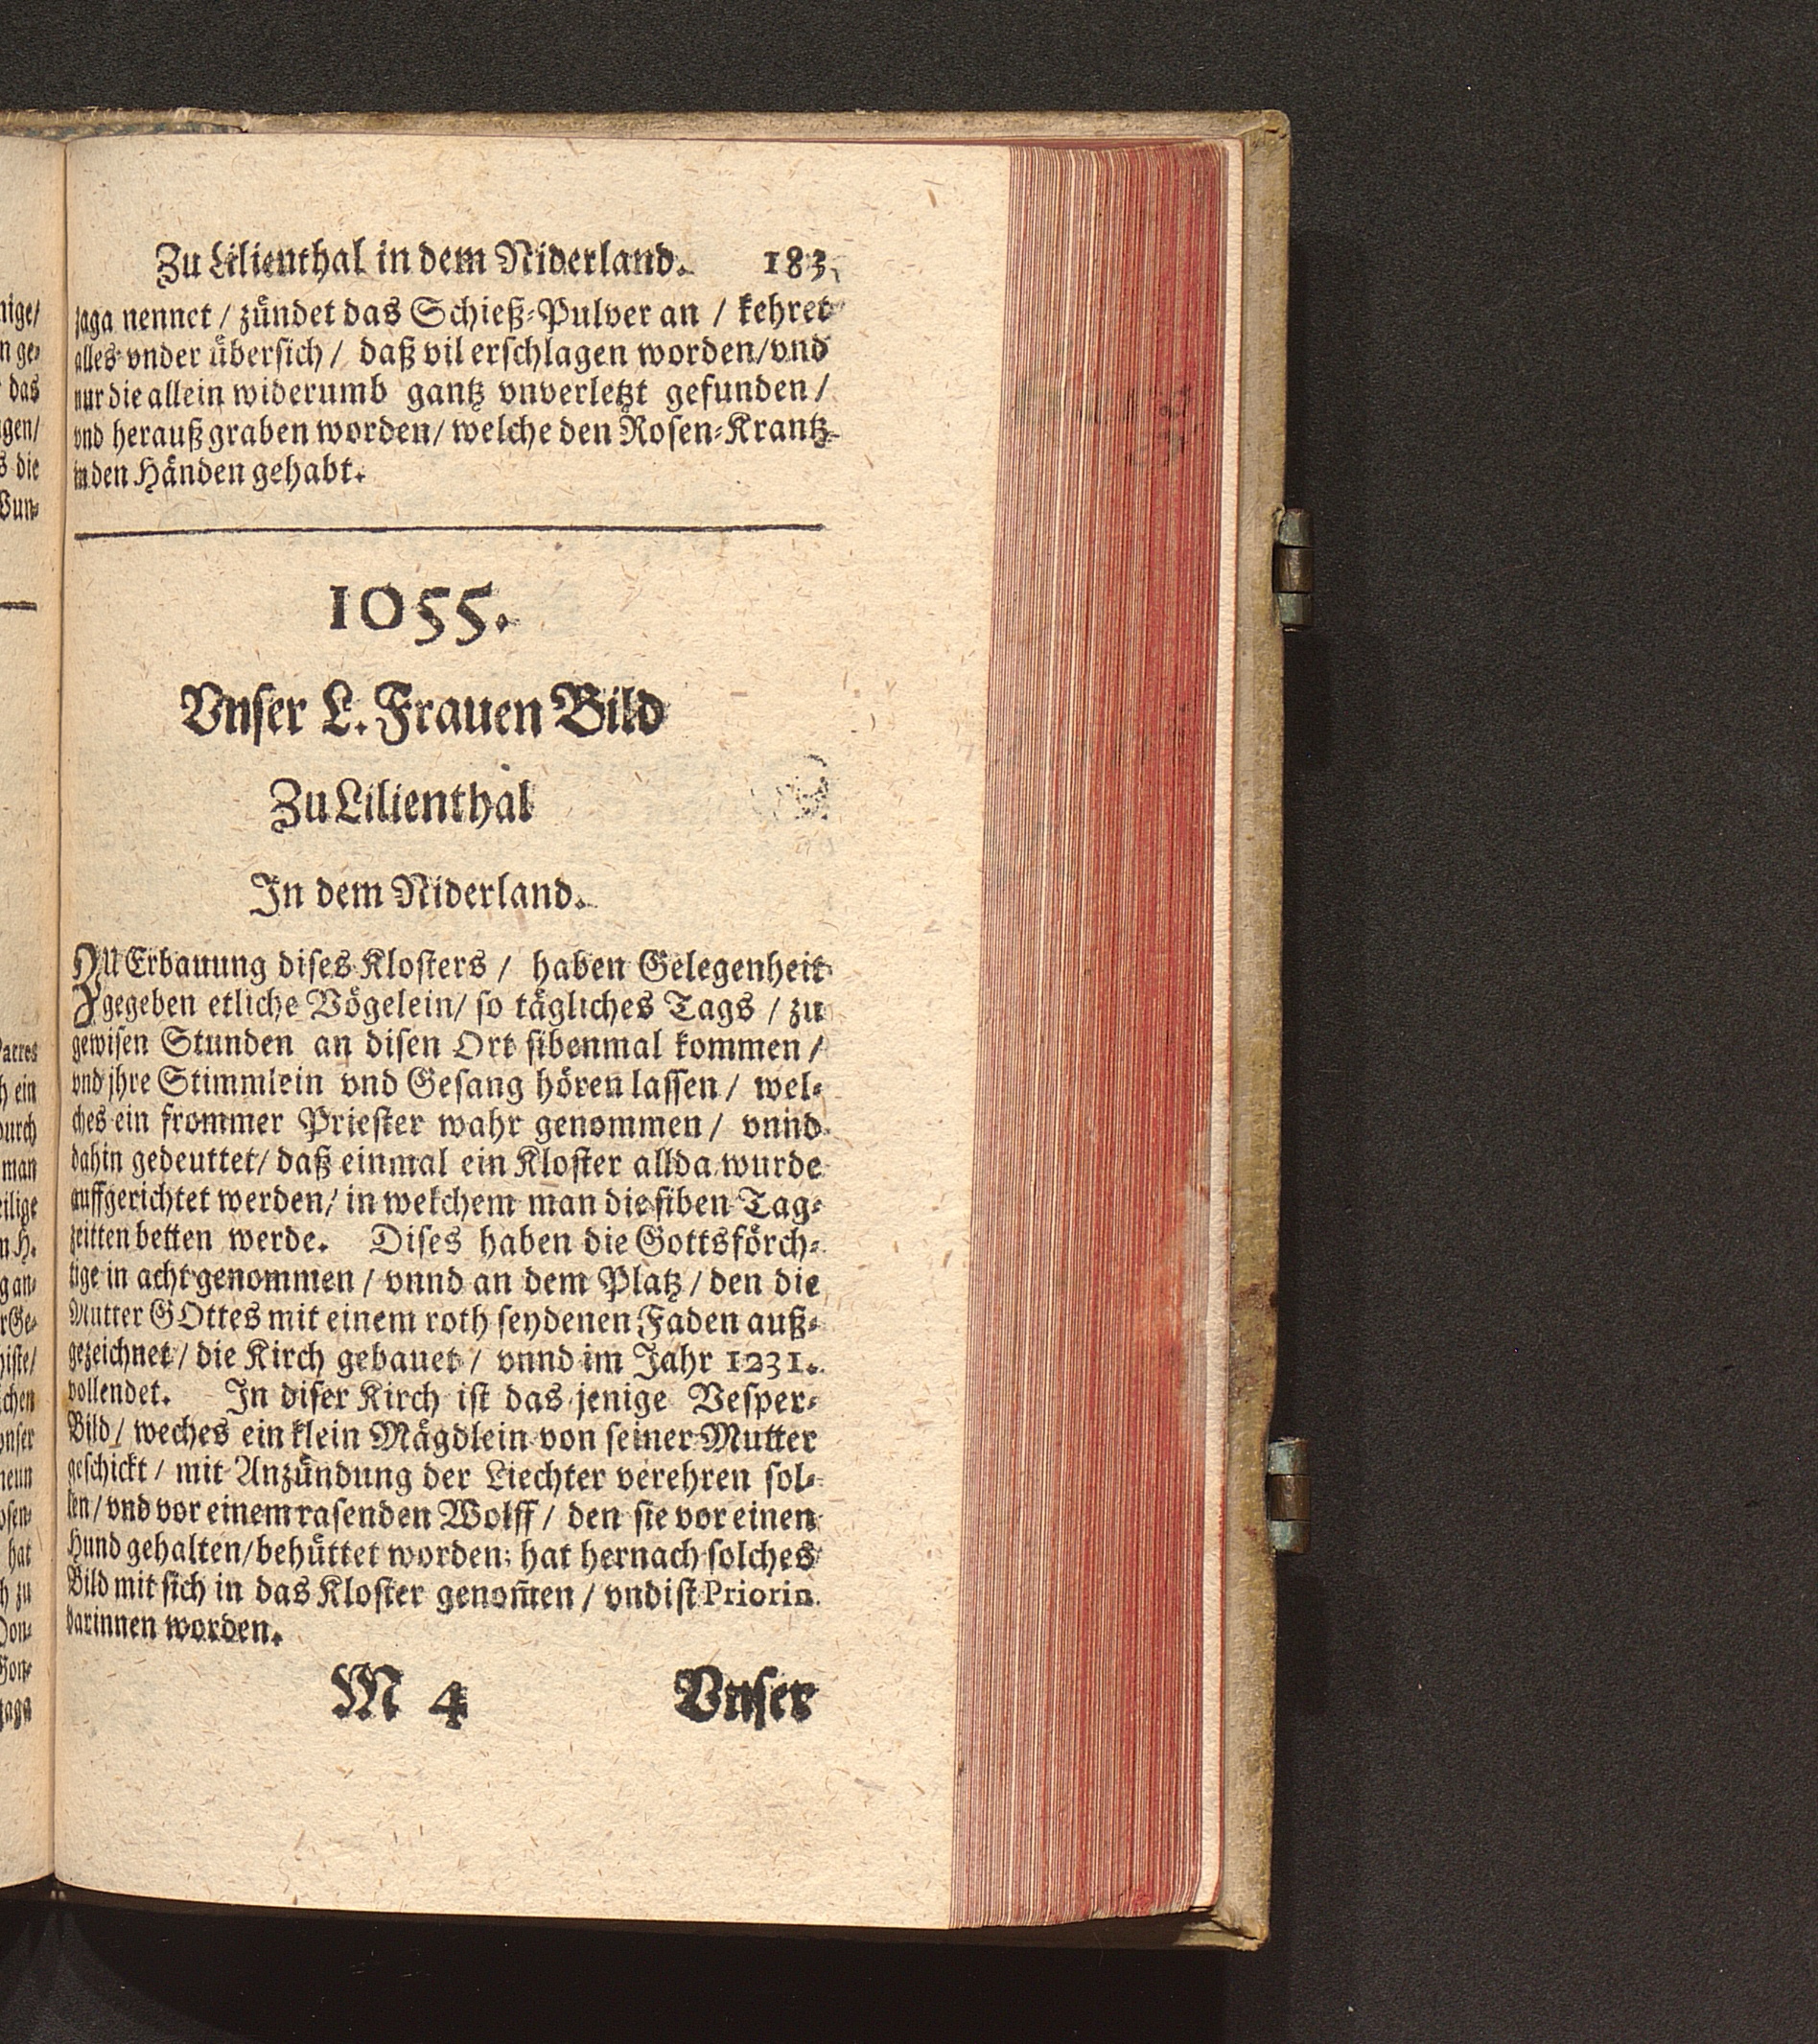 Zu Lilienthal in dem Niderland. 183
zaga nennet / zündet das Schieß-Pulver an / kehret
alles vnder übersich / daß vil erschlagen worden/vnd
nur die allein widerumb gantz vnverletzt gefunden /
vnd herauß graben worden/ welche den Rosen-Krantz
in den Händen gehabt.
1055.
Vnser L. Frauen Bild
Zu Lilienthal
In dem Niderland.
ZU Erbauung dises Klosters / haben Gelegenheit
gegeben etliche Vögelein/ so tägliches Tags / zu
gewisen Stunden an disen Ort sibenmal kommen /
vnd jhre Stimmlein vnd Gesang hören lassen / wel-
ches ein frommer Priester wahr genommen / vnnd
dahin gedeuttet/ daß einmal ein Kloster allda wurde
auffgerichtet werden/ in welchem man die siben Tag-
zeitten betten werde. Dises haben die Gottsförch-
tige in acht genommen / vnnd an dem Platz / den die
Mutter GOttes mit einem roth seydenen Faden auß-
gezeichnet / die Kirch gebauet / vnnd im Jahr 1231.
vollendet. In diser Kirch ist das jenige Vesper-
Bild / weches ein klein Mägdlein von seiner Mutter
geschickt / mit Anzündung der Liechter verehren sol-
len / vnd vor einem rasenden Wolff / den sie vor einen
Hund gehalten/behüttet worden; hat hernach solches
Bild mit sich in das Kloster genom̄en / vnd ist Priorin
darinnen worden.
M 4 Vnser